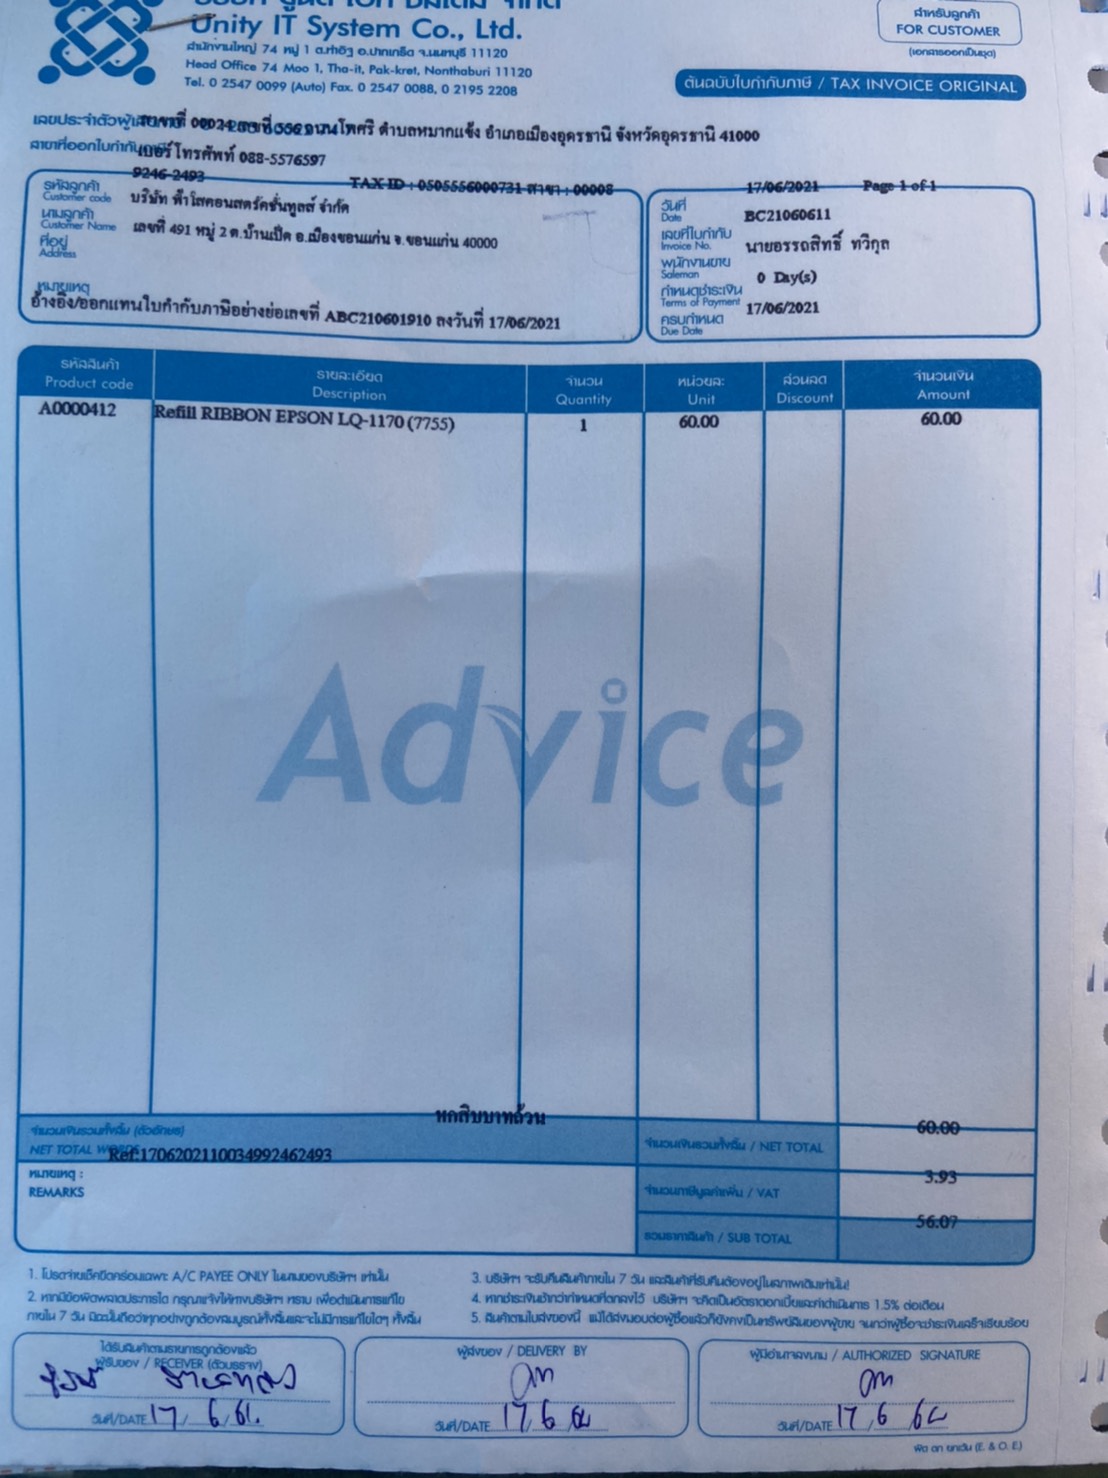 Unity IT System Co., Ltd.
สำนักงานใหญ่ 74 หมู่ 1 ต.ท่าอิฐ อ.ปากเกร็ด จ.นนทบุรี 11120
Head Office 74 Moo 1, Tha-it, Pak-kret, Nonthaburi 11120
Tel. 0 2547 0099 (Auto) Fax. 0 2547 0088, 0 2195 2208
สำหรับลูกค้า
FOR CUSTOMER
(เอกสารออกเป็นชุด)
ต้นฉบับใบกำกับภาษี / TAX INVOICE ORIGINAL
เลขประจำตัวผู้เสีย
สาขาที่ 00024 เลขที่ 556 ถนนโพศรี ตำบลหมากแข้ง อำเภอเมืองอุดรธานี จังหวัดอุดรธานี 41000
สาขาที่ออกใบกำกับ
เบอร์โทรศัพท์ 088-5576597
9246-2493
TAX ID : 0505556000731 สาขา : 00008
รหัสลูกค้า
Customer code
บริษัท ฟ้าใสคอนสตรัคชั่นทูลส์ จำกัด
นามลูกค้า
Customer Name
เลขที่ 491 หมู่ 2 ต.บ้านเป็ด อ.เมืองขอนแก่น จ.ขอนแก่น 40000
ที่อยู่
Address
หมายเหตุ
อ้างอิง/ออกแทนใบกำกับภาษีอย่างย่อเลขที่ ABC210601910 ลงวันที่ 17/06/2021
17/06/2021 Page 1 of 1
วันที่
Date
BC21060611
เลขที่ใบกำกับ
Invoice No.
นายอรรถสิทธิ์ ทวิกุล
พนักงานขาย
Saleman
0 Day(s)
กำหนดชำระเงิน
Terms of Payment
17/06/2021
ครบกำหนด
Due Date
รหัสสินค้า รายละเอียด จำนวน หน่วยละ ส่วนลด จำนวนเงิน
Product code Description Quantity Unit Discount Amount
A0000412 Refill RIBBON EPSON LQ-1170 (7755) 1 60.00 60.00
Advice
หกสิบบาทถ้วน
จำนวนเงินรวมทั้งสิ้น (ตัวอักษร)
NET TOTAL
Ref:1706202110034992462493
จำนวนเงินรวมทั้งสิ้น / NET TOTAL 60.00
หมายเหตุ :
REMARKS
จำนวนภาษีมูลค่าเพิ่ม / VAT 3.93
รวมราคาสินค้า / SUB TOTAL 56.07
1. โปรดจ่ายเช็คขีดคร่อมเฉพาะ A/C PAYEE ONLY ในนามของบริษัทฯ เท่านั้น
2. หากมีข้อผิดพลาดประการใด กรุณาแจ้งให้ทางบริษัทฯ ทราบ เพื่อดำเนินการแก้ไข
ภายใน 7 วัน มิฉะนั้นถือว่าทุกอย่างถูกต้องสมบูรณ์ทั้งสิ้นและจะไม่มีการแก้ไขใดๆ ทั้งสิ้น
3. บริษัทฯ จะรับคืนสินค้าภายใน 7 วัน และสินค้าที่รับคืนต้องอยู่ในสภาพเดิมเท่านั้น!
4. หากชำระเงินช้ากว่ากำหนดที่ตกลงไว้ บริษัทฯ จะคิดเป็นอัตราดอกเบี้ยและค่าดำเนินการ 1.5% ต่อเดือน
5. สินค้าตามใบส่งของนี้ แม้ได้ส่งมอบต่อผู้ซื้อแล้วก็ยังคงเป็นทรัพย์สินของผู้ขาย จนกว่าผู้ซื้อจะชำระเงินเสร็จเรียบร้อย
ได้รับสินค้าตามรายการถูกต้องแล้ว
ผู้รับของ / RECEIVER (ตัวบรรจง)
วันที่/DATE 17/ 6 / 61.
ผู้ส่งของ / DELIVERY BY
วันที่/DATE 17, 6, 64
ผู้มีอำนาจลงนาม / AUTHORIZED SIGNATURE
วันที่/DATE 17, 6, 64
ผิด ตก ยกเว้น (E. & O. E.)